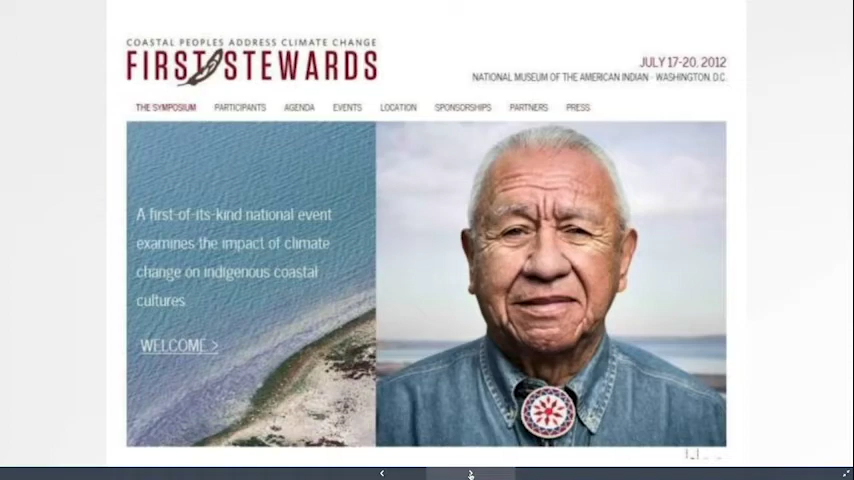 COASTAL PEOPLES ADDRESS CLIMATE CHANGE
FIRST STEWARDS
JULY 17-20, 2012
NATIONAL MUSEUM OF THE AMERICAN INDIAN - WASHINGTON, D.C.
THE SYMPOSIUM PARTICIPANTS AGENDA EVENTS LOCATION SPONSORSHIPS PARTNERS PRESS
A first-of-its-kind national event
examines the impact of climate
change on indigenous coastal
cultures
WELCOME >